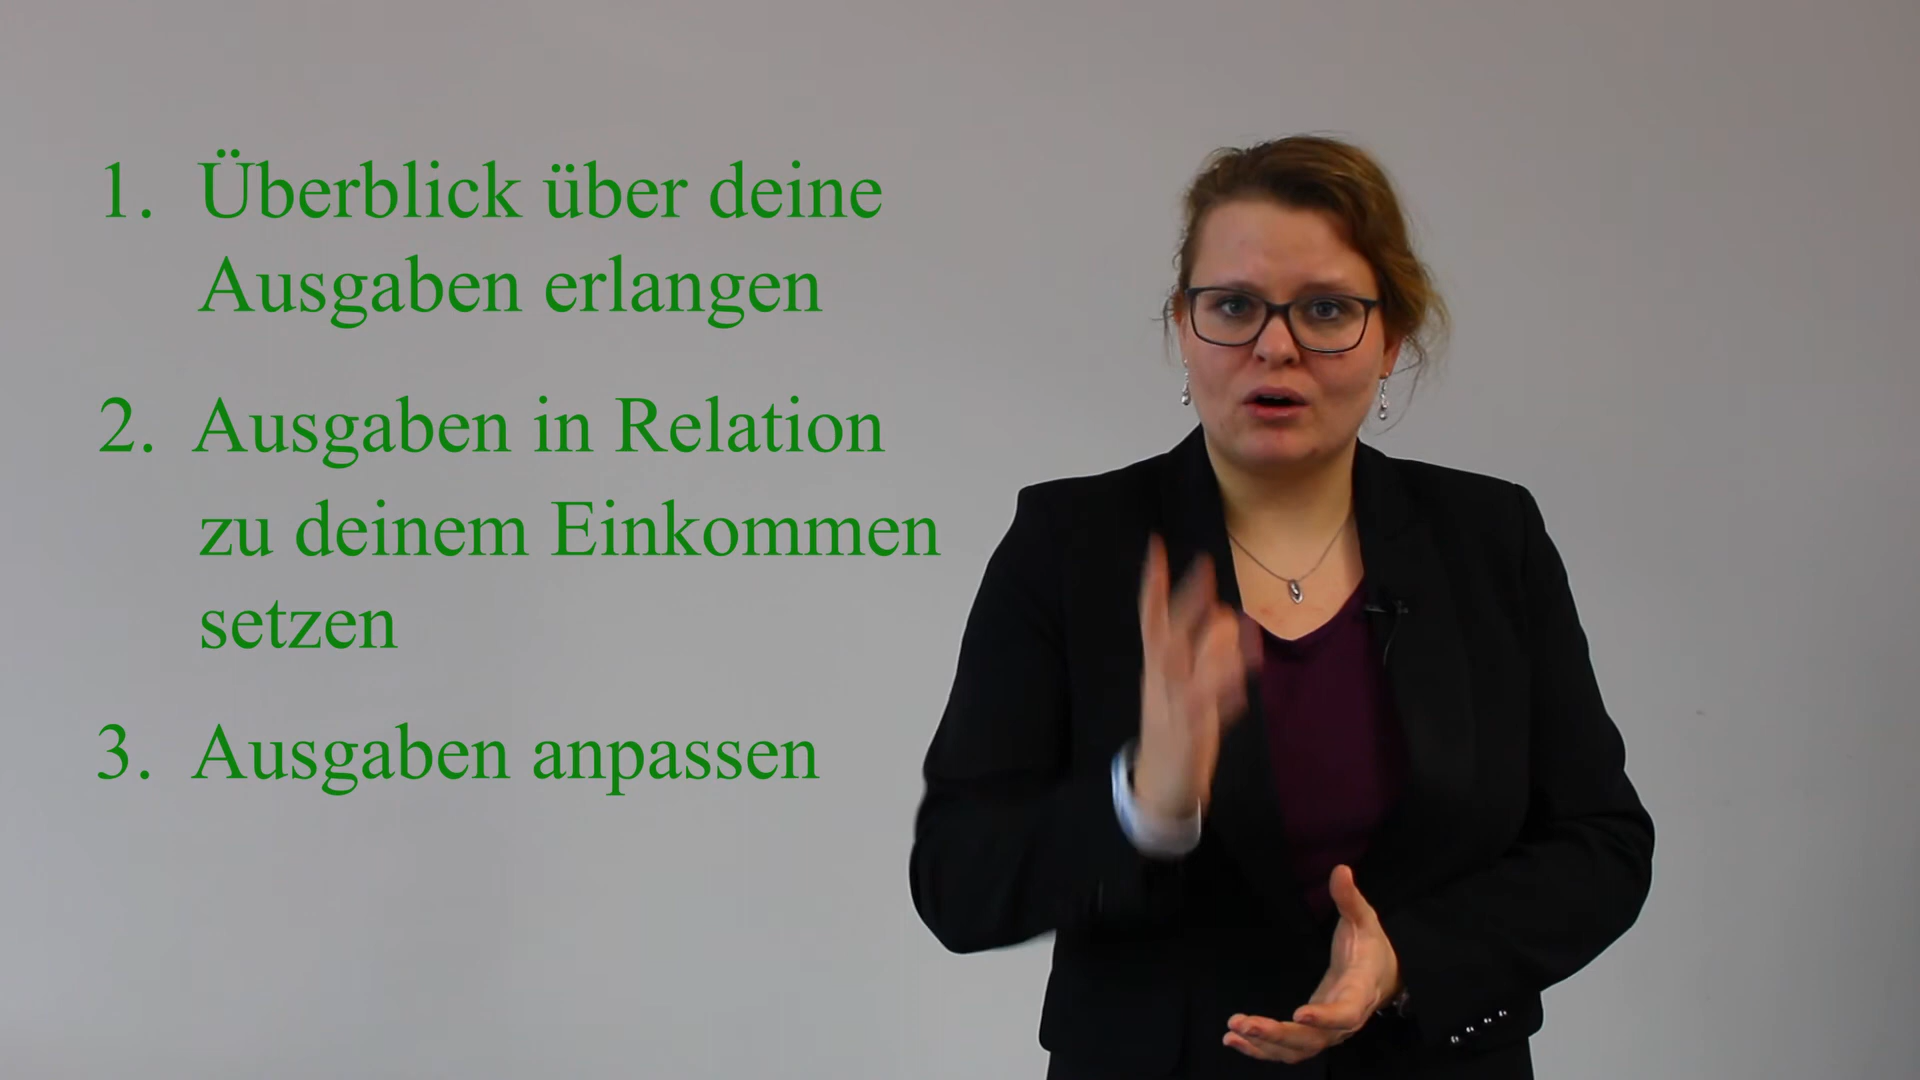 1. Überblick über deine
Ausgaben erlangen
2. Ausgaben in Relation
zu deinem Einkommen
setzen
3. Ausgaben anpassen